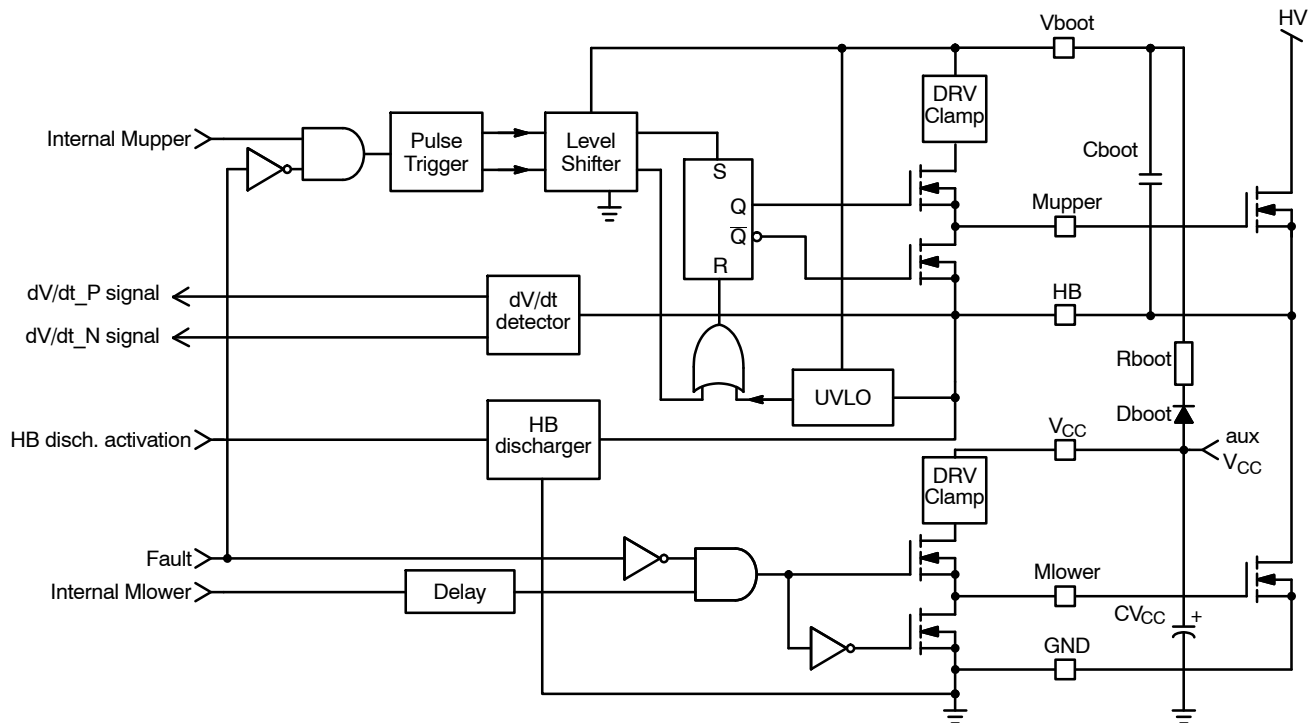 Vboot
HV
DRV
Clamp
Internal Mupper
Pulse
Trigger
Level
Shifter
Cboot
S
Q
Q̅
R
Mupper
dV/dt_P signal
dV/dt_N signal
dV/dt
detector
HB
Rboot
UVLO
Dboot
HB disch. activation
HB
discharger
VCC
aux
VCC
DRV
Clamp
Fault
Internal Mlower
Delay
Mlower
CVCC
+
GND